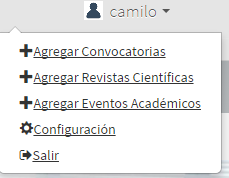 camilo
Agregar Convocatorias
Agregar Revistas Científicas
Agregar Eventos Académicos
Configuración
Salir